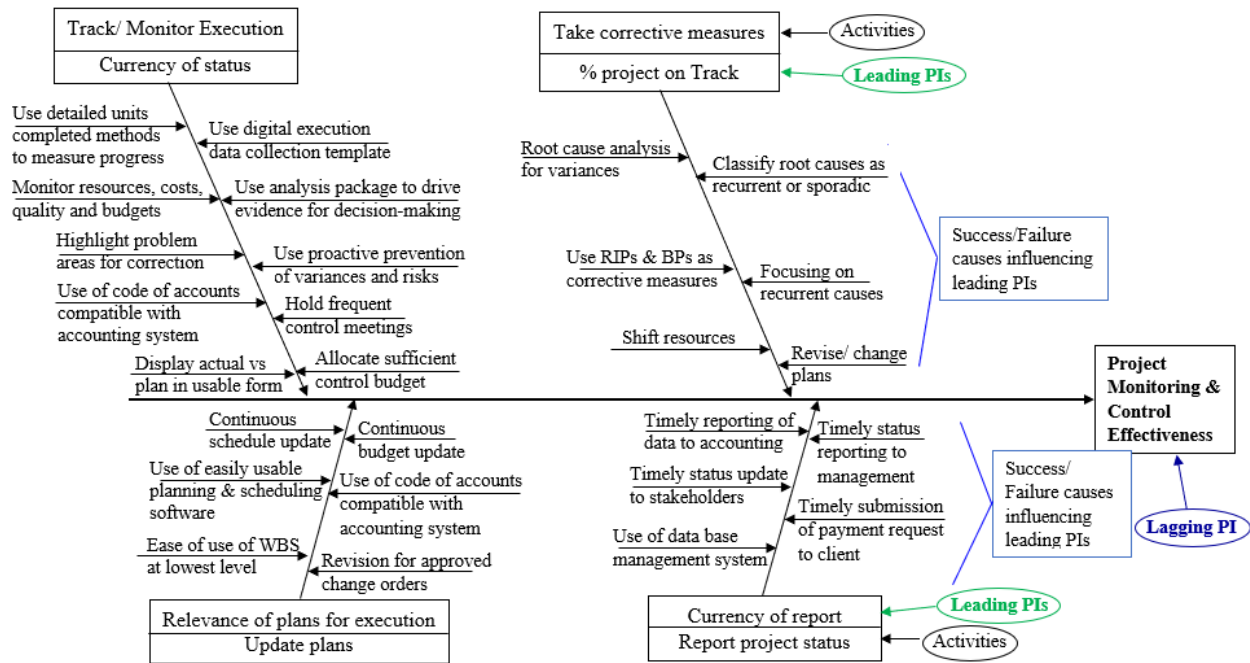 Track/ Monitor Execution
Currency of status
Take corrective measures
% project on Track
Activities
Leading PIs
Use detailed units
completed methods
to measure progress
Use digital execution
data collection template
Monitor resources, costs,
quality and budgets
Use analysis package to drive
evidence for decision-making
Highlight problem
areas for correction
Use proactive prevention
of variances and risks
Use of code of accounts
compatible with
accounting system
Hold frequent
control meetings
Display actual vs
plan in usable form
Allocate sufficient
control budget
Root cause analysis
for variances
Classify root causes as
recurrent or sporadic
Use RIPs & BPs as
corrective measures
Focusing on
recurrent causes
Shift resources
Revise/ change
plans
Success/Failure
causes influencing
leading PIs
Project
Monitoring &
Control
Effectiveness
Lagging PI
Continuous
schedule update
Continuous
budget update
Use of easily usable
planning & scheduling
software
Use of code of accounts
compatible with
accounting system
Ease of use of WBS
at lowest level
Revision for approved
change orders
Relevance of plans for execution
Update plans
Timely reporting of
data to accounting
Timely status
reporting to
management
Timely status update
to stakeholders
Timely submission
of payment request
to client
Use of data base
management system
Success/
Failure causes
influencing
leading PIs
Currency of report
Report project status
Leading PIs
Activities